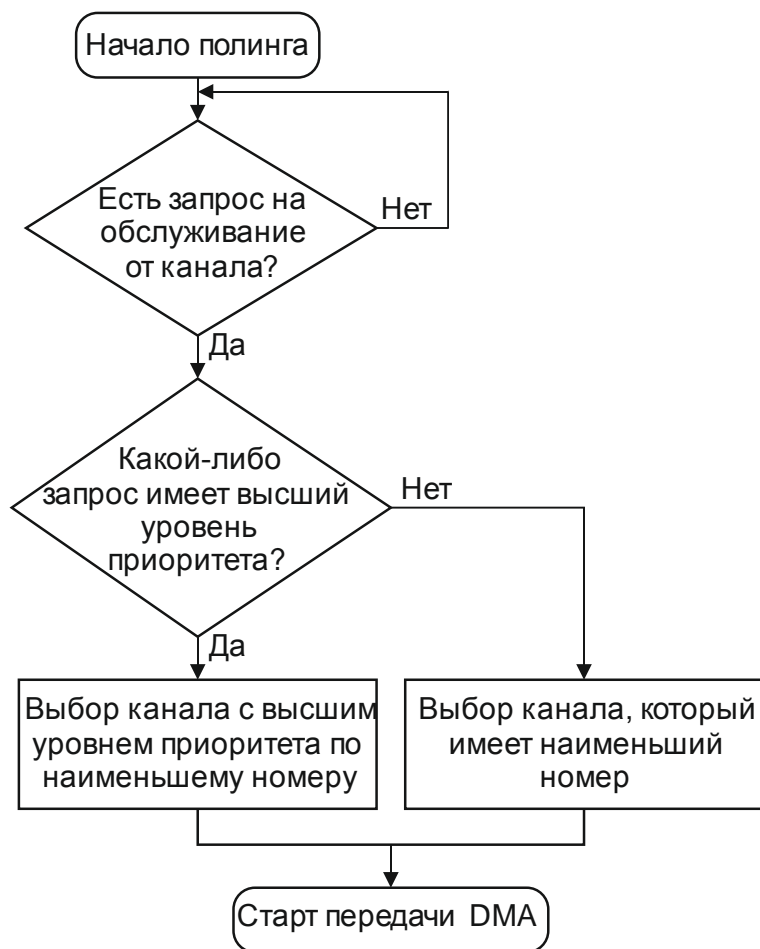 Начало полинга
Есть запрос на
обслуживание
от канала?
Нет
Да
Какой-либо
запрос имеет высший
уровень
приоритета?
Нет
Да
Выбор канала с высшим
уровнем приоритета по
наименьшему номеру
Выбор канала, который
имеет наименьший
номер
Старт передачи DMA